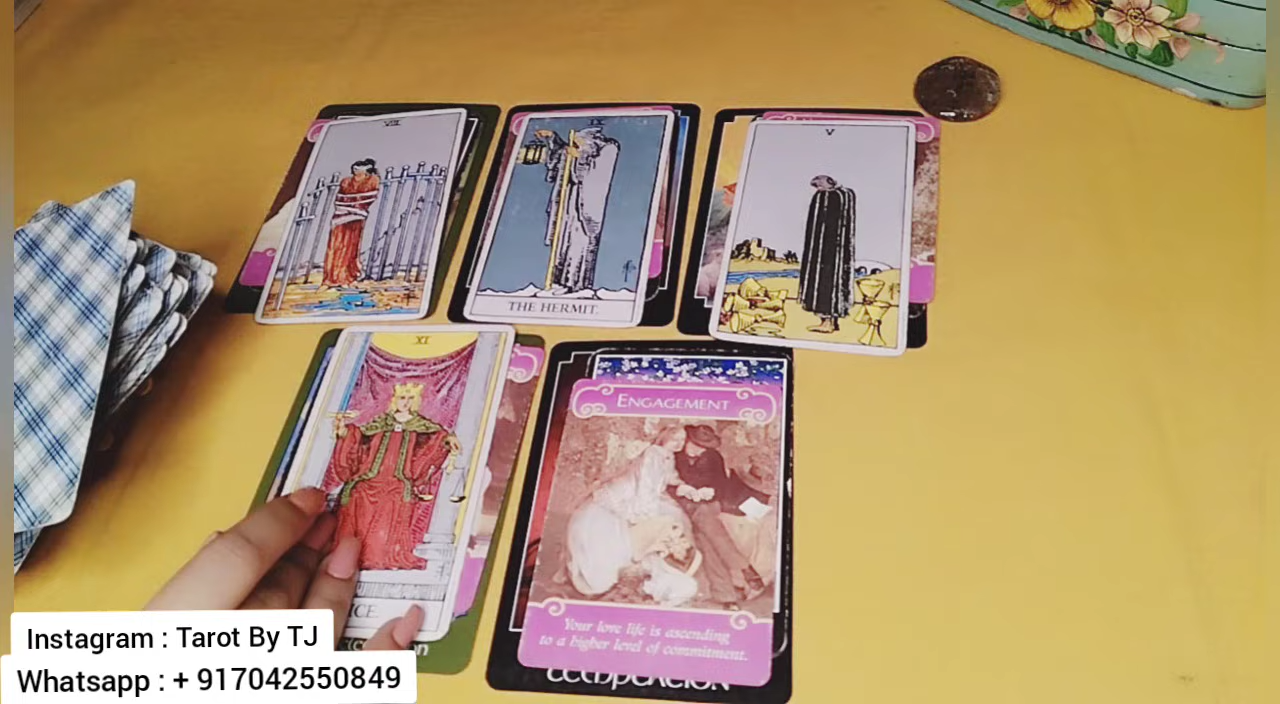 VIII
IX
V
THE HERMIT.
XI
ENGAGEMENT
Your love life is ascending
to a higher level of commitment.
Instagram : Tarot By TJ
Whatsapp : + 917042550849